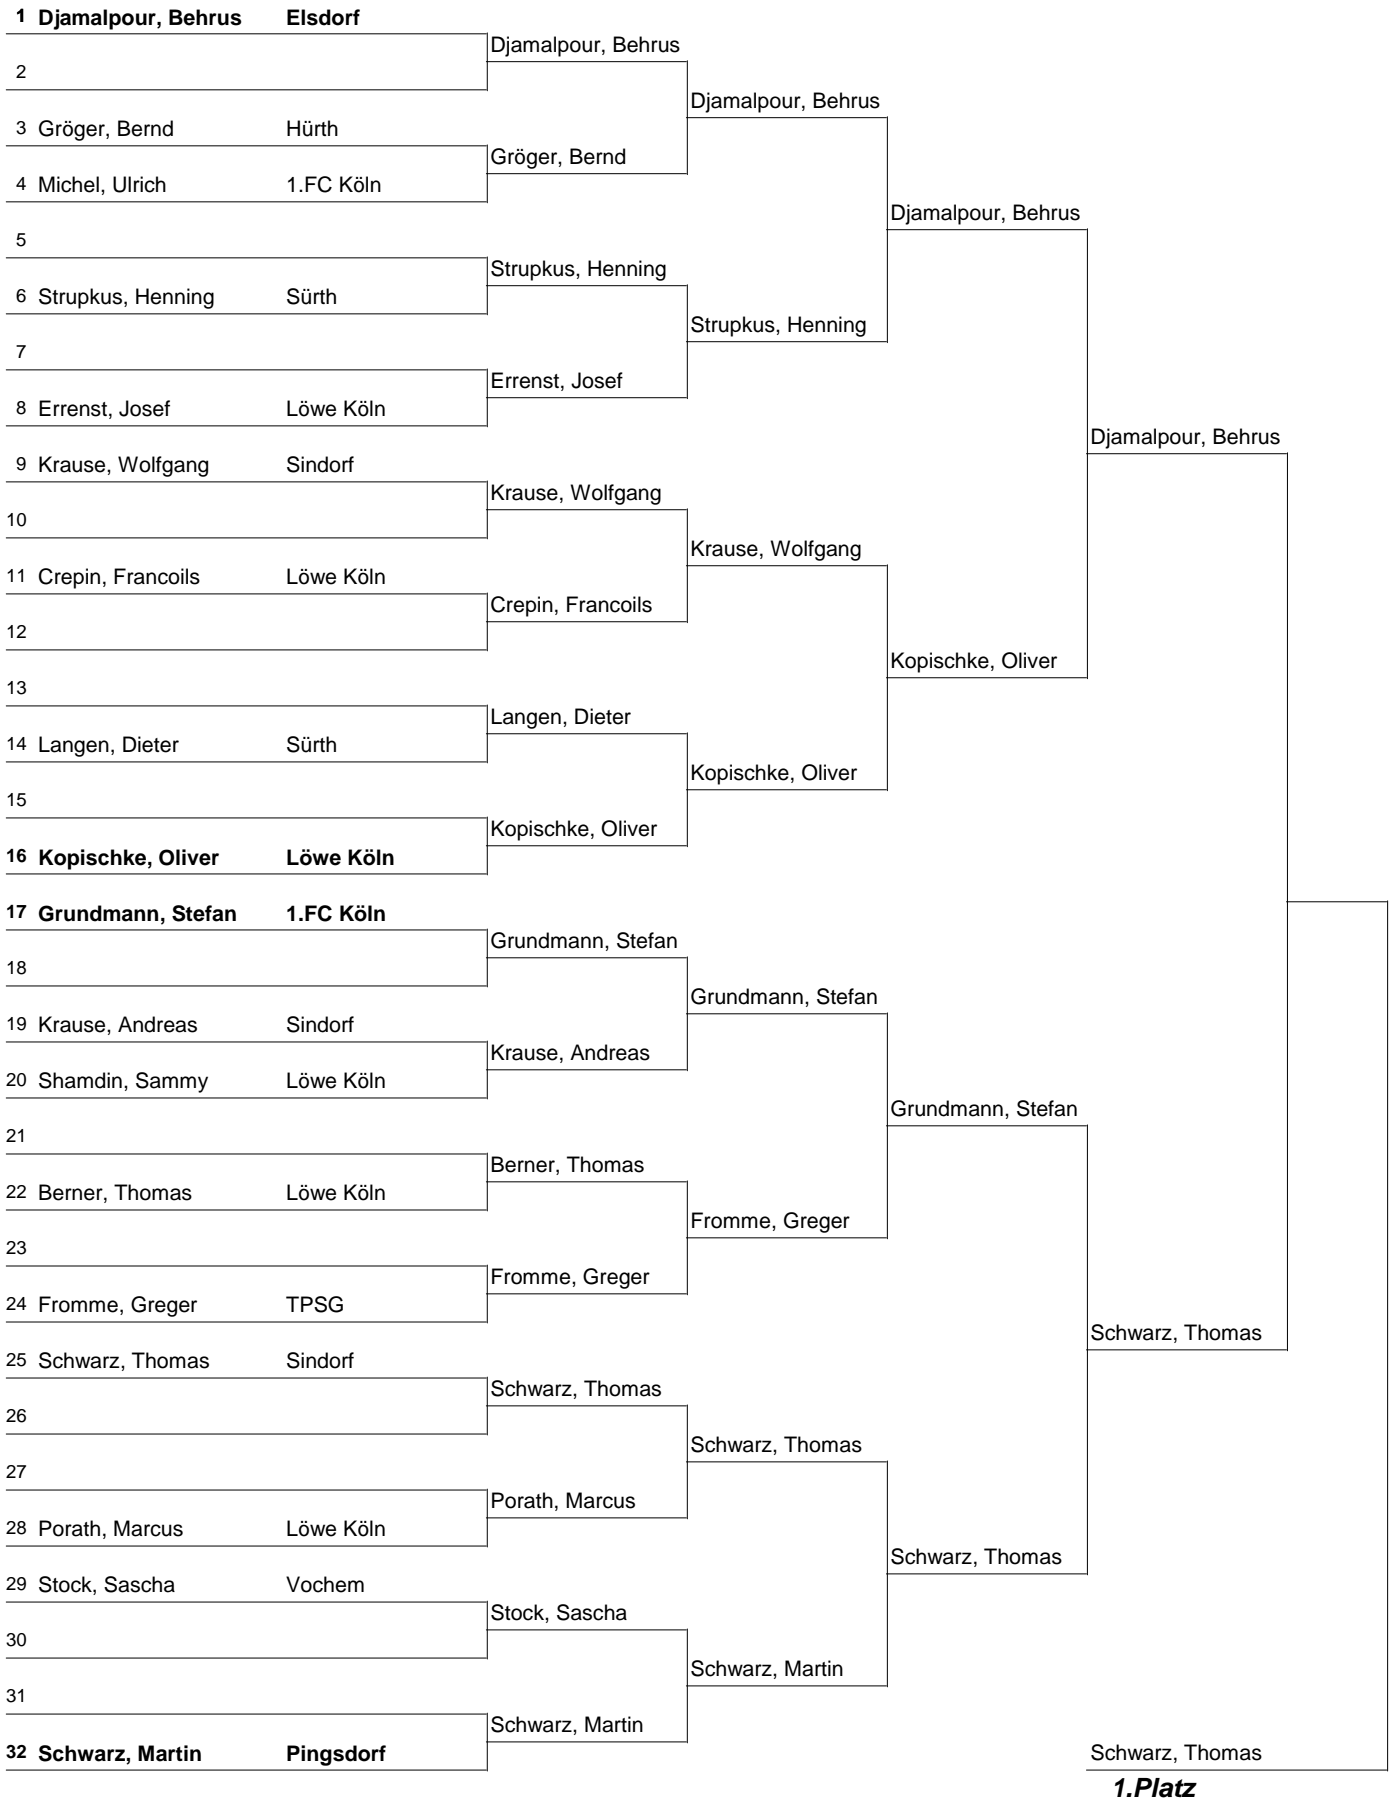 1 Djamalpour, Behrus Elsdorf
Djamalpour, Behrus
2
Djamalpour, Behrus
3 Gröger, Bernd Hürth
Gröger, Bernd
4 Michel, Ulrich 1.FC Köln
Djamalpour, Behrus
5
Strupkus, Henning
6 Strupkus, Henning Sürth
Strupkus, Henning
7
Errenst, Josef
8 Errenst, Josef Löwe Köln
Djamalpour, Behrus
9 Krause, Wolfgang Sindorf
Krause, Wolfgang
10
Krause, Wolfgang
11 Crepin, Francoils Löwe Köln
Crepin, Francoils
12
Kopischke, Oliver
13
Langen, Dieter
14 Langen, Dieter Sürth
Kopischke, Oliver
15
Kopischke, Oliver
16 Kopischke, Oliver Löwe Köln
17 Grundmann, Stefan 1.FC Köln
Grundmann, Stefan
18
Grundmann, Stefan
19 Krause, Andreas Sindorf
Krause, Andreas
20 Shamdin, Sammy Löwe Köln
Grundmann, Stefan
21
Berner, Thomas
22 Berner, Thomas Löwe Köln
Fromme, Greger
23
Fromme, Greger
24 Fromme, Greger TPSG
Schwarz, Thomas
25 Schwarz, Thomas Sindorf
Schwarz, Thomas
26
Schwarz, Thomas
27
Porath, Marcus
28 Porath, Marcus Löwe Köln
Schwarz, Thomas
29 Stock, Sascha Vochem
Stock, Sascha
30
Schwarz, Martin
31
Schwarz, Martin
32 Schwarz, Martin Pingsdorf
Schwarz, Thomas
1.Platz